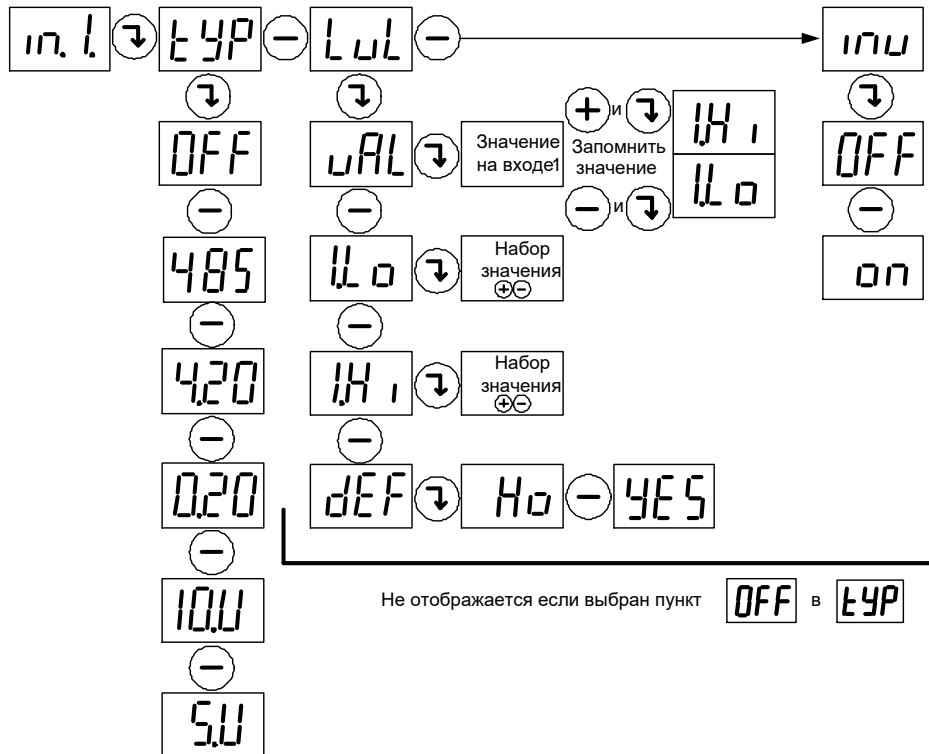 in. 1. tYP LuL inu
OFF uAL Значение на входе1 и 1.Hi OFF
Запомнить значение
и 1.Lo
485 1.Lo Набор значения on
4.20 1.Hi Набор значения
0.20 dEF Ho YES
10.U Не отображается если выбран пункт OFF в tYP
5.U